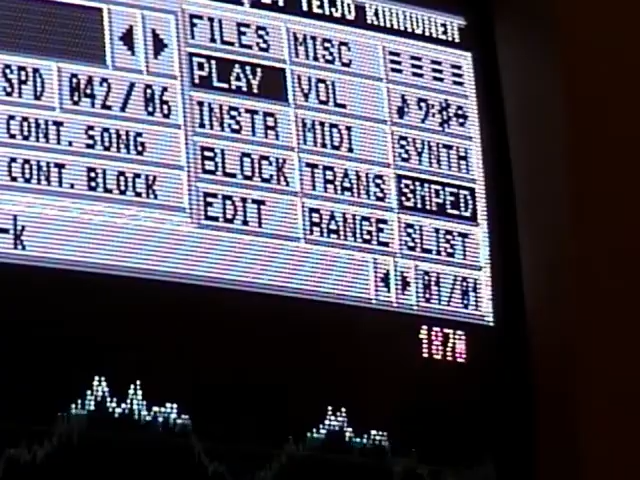 TEIJO KINNUNEN
FILES MISC
PLAY VOL
SPD 042/06 INSTR MIDI SYNTH
CONT. SONG BLOCK TRANS SMPED
CONT. BLOCK EDIT RANGE SLIST
-k
01/01
1870